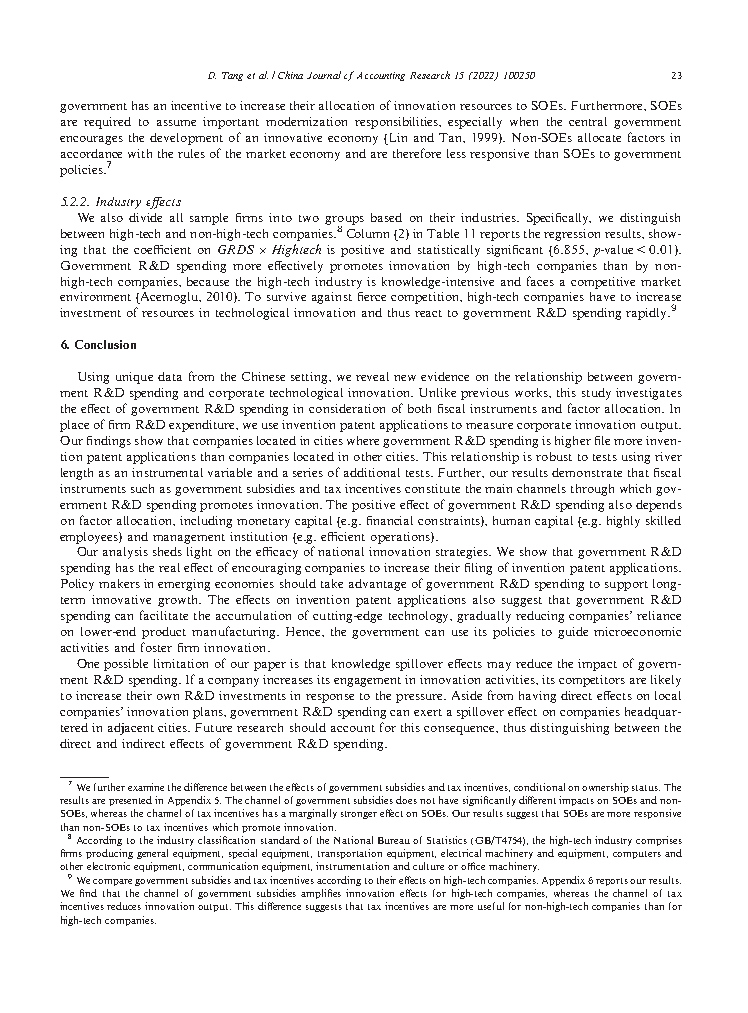 D. Tang et al. / China Journal of Accounting Research 15 (2022) 100250 23
government has an incentive to increase their allocation of innovation resources to SOEs. Furthermore, SOEs
are required to assume important modernization responsibilities, especially when the central government
encourages the development of an innovative economy (Lin and Tan, 1999). Non-SOEs allocate factors in
accordance with the rules of the market economy and are therefore less responsive than SOEs to government
policies.7
5.2.2. Industry effects
We also divide all sample firms into two groups based on their industries. Specifically, we distinguish
between high-tech and non-high-tech companies.8 Column (2) in Table 11 reports the regression results, show-
ing that the coefficient on GRDS × Hightech is positive and statistically significant (6.855, p-value < 0.01).
Government R&D spending more effectively promotes innovation by high-tech companies than by non-
high-tech companies, because the high-tech industry is knowledge-intensive and faces a competitive market
environment (Acemoglu, 2010). To survive against fierce competition, high-tech companies have to increase
investment of resources in technological innovation and thus react to government R&D spending rapidly.9
6. Conclusion
Using unique data from the Chinese setting, we reveal new evidence on the relationship between govern-
ment R&D spending and corporate technological innovation. Unlike previous works, this study investigates
the effect of government R&D spending in consideration of both fiscal instruments and factor allocation. In
place of firm R&D expenditure, we use invention patent applications to measure corporate innovation output.
Our findings show that companies located in cities where government R&D spending is higher file more inven-
tion patent applications than companies located in other cities. This relationship is robust to tests using river
length as an instrumental variable and a series of additional tests. Further, our results demonstrate that fiscal
instruments such as government subsidies and tax incentives constitute the main channels through which gov-
ernment R&D spending promotes innovation. The positive effect of government R&D spending also depends
on factor allocation, including monetary capital (e.g. financial constraints), human capital (e.g. highly skilled
employees) and management institution (e.g. efficient operations).
Our analysis sheds light on the efficacy of national innovation strategies. We show that government R&D
spending has the real effect of encouraging companies to increase their filing of invention patent applications.
Policy makers in emerging economies should take advantage of government R&D spending to support long-
term innovative growth. The effects on invention patent applications also suggest that government R&D
spending can facilitate the accumulation of cutting-edge technology, gradually reducing companies' reliance
on lower-end product manufacturing. Hence, the government can use its policies to guide microeconomic
activities and foster firm innovation.
One possible limitation of our paper is that knowledge spillover effects may reduce the impact of govern-
ment R&D spending. If a company increases its engagement in innovation activities, its competitors are likely
to increase their own R&D investments in response to the pressure. Aside from having direct effects on local
companies' innovation plans, government R&D spending can exert a spillover effect on companies headquar-
tered in adjacent cities. Future research should account for this consequence, thus distinguishing between the
direct and indirect effects of government R&D spending.
7 We further examine the difference between the effects of government subsidies and tax incentives, conditional on ownership status. The
results are presented in Appendix 5. The channel of government subsidies does not have significantly different impacts on SOEs and non-
SOEs, whereas the channel of tax incentives has a marginally stronger effect on SOEs. Our results suggest that SOEs are more responsive
than non-SOEs to tax incentives which promote innovation.
8 According to the industry classification standard of the National Bureau of Statistics (GB/T4754), the high-tech industry comprises
firms producing general equipment, special equipment, transportation equipment, electrical machinery and equipment, computers and
other electronic equipment, communication equipment, instrumentation and culture or office machinery.
9 We compare government subsidies and tax incentives according to their effects on high-tech companies. Appendix 6 reports our results.
We find that the channel of government subsidies amplifies innovation effects for high-tech companies, whereas the channel of tax
incentives reduces innovation output. This difference suggests that tax incentives are more useful for non-high-tech companies than for
high-tech companies.